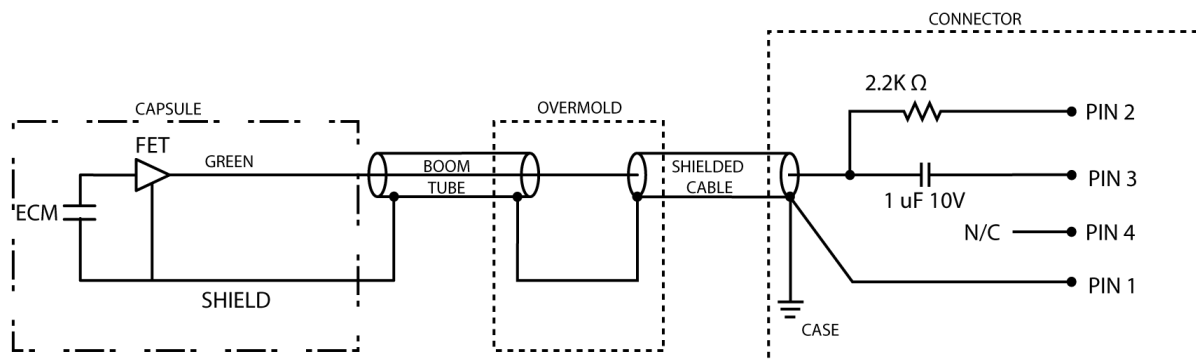 CONNECTOR
2.2K Ω
PIN 2
CAPSULE
OVERMOLD
FET
GREEN
BOOM
TUBE
SHIELDED
CABLE
PIN 3
1 uF 10V
ECM
N/C
PIN 4
PIN 1
SHIELD
CASE